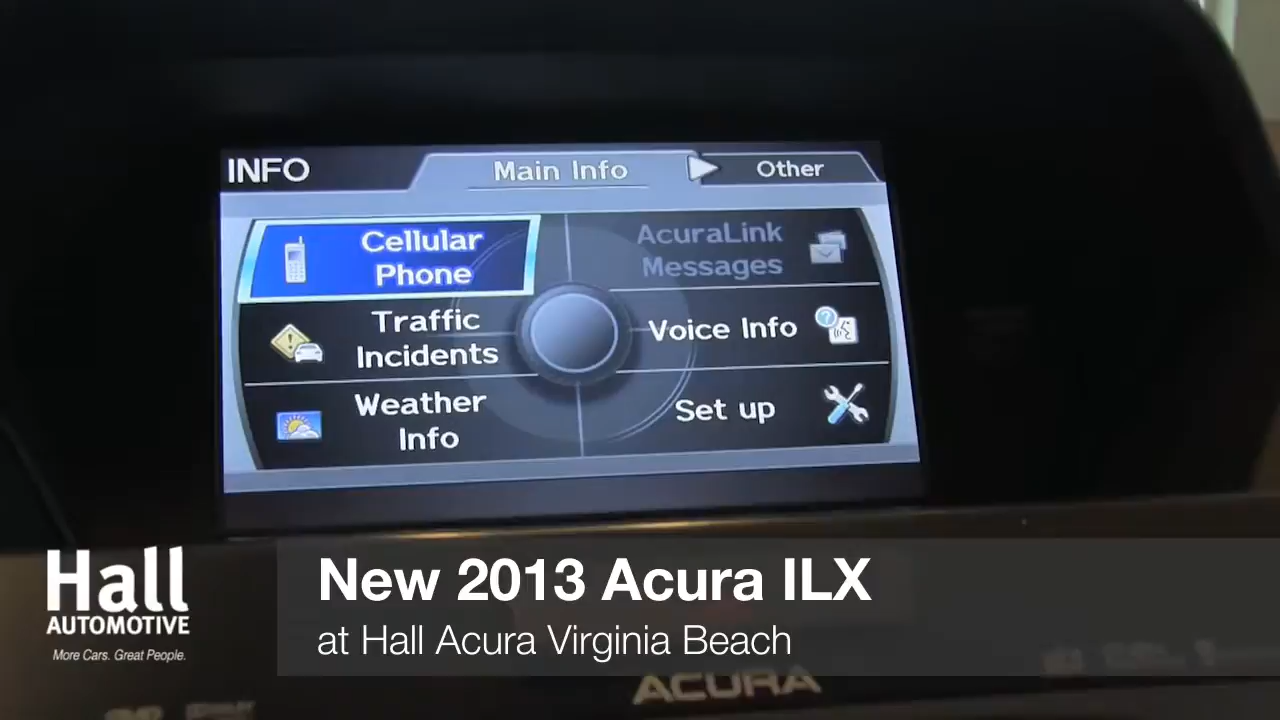 INFO
Main Info
Other
Cellular
Phone
AcuraLink
Messages
Traffic
Incidents
Voice Info
Weather
Info
Set up
Hall
AUTOMOTIVE
More Cars. Great People.
New 2013 Acura ILX
at Hall Acura Virginia Beach
ACURA